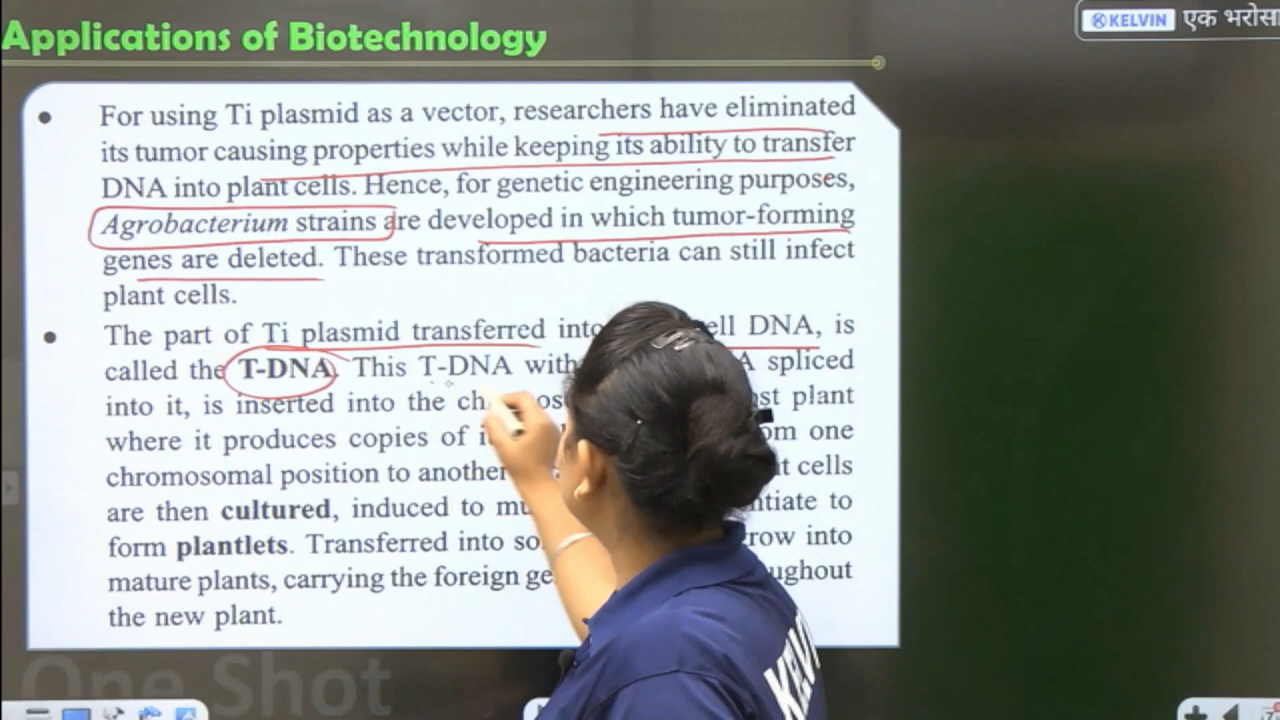 Applications of Biotechnology
KELVIN एक भरोसा
For using Ti plasmid as a vector, researchers have eliminated
its tumor causing properties while keeping its ability to transfer
DNA into plant cells. Hence, for genetic engineering purposes,
Agrobacterium strains are developed in which tumor-forming
genes are deleted. These transformed bacteria can still infect
plant cells.
The part of Ti plasmid transferred into ell DNA, is
called the T-DNA. This T-DNA with A spliced
into it, is inserted into the ch os st plant
where it produces copies of i om one
chromosomal position to another t cells
are then cultured, induced to mu ntiate to
form plantlets. Transferred into so row into
mature plants, carrying the foreign ge ughout
the new plant.
One Shot
KELV